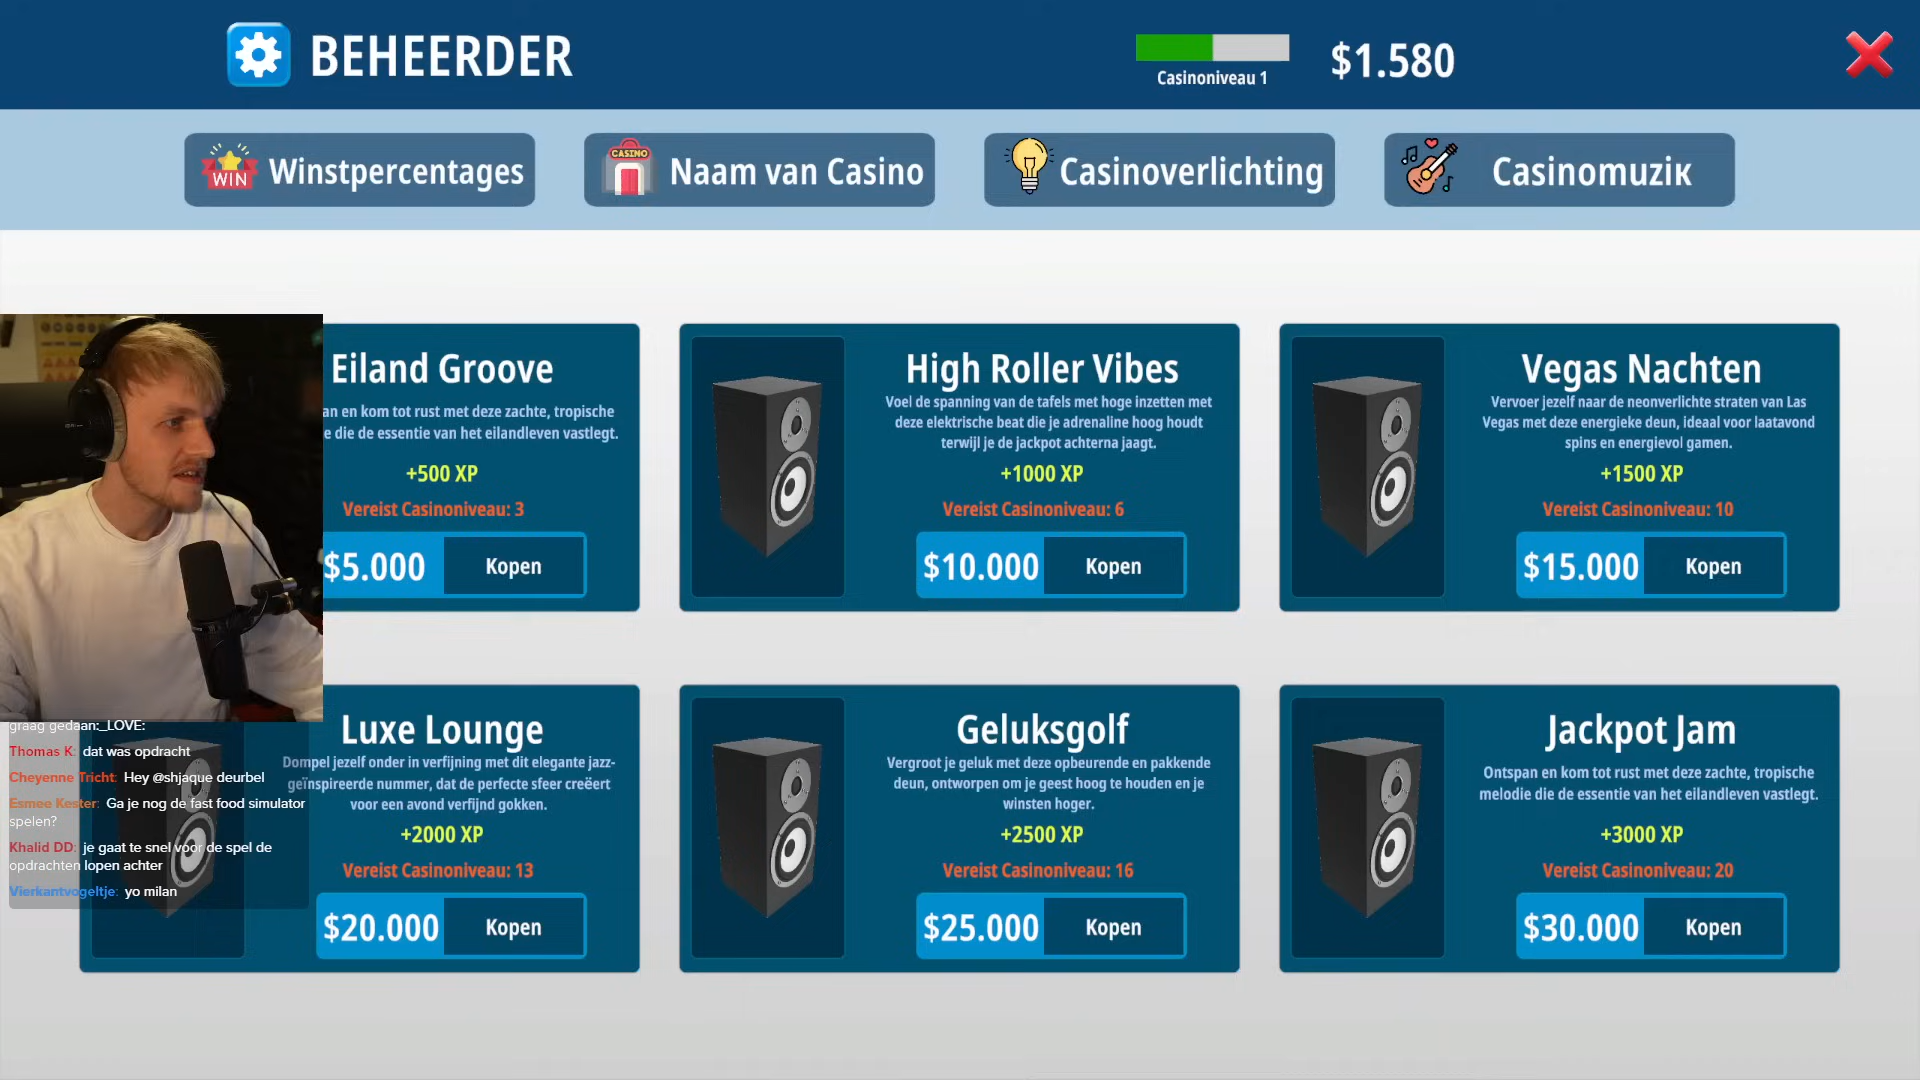 BEHEERDER
Casinoniveau 1
$1.580
WIN
Winstpercentages
CASINO
Naam van Casino
Casinoverlichting
Casinomuzik
Eiland Groove
an en kom tot rust met deze zachte, tropische
e die de essentie van het eilandleven vastlegt.
+500 XP
Vereist Casinoniveau: 3
$5.000
Kopen
High Roller Vibes
Voel de spanning van de tafels met hoge inzetten met
deze elektrische beat die je adrenaline hoog houdt
terwijl je de jackpot achterna jaagt.
+1000 XP
Vereist Casinoniveau: 6
$10.000
Kopen
Vegas Nachten
Vervoer jezelf naar de neonverlichte straten van Las
Vegas met deze energieke deun, ideaal voor laatavond
spins en energievol gamen.
+1500 XP
Vereist Casinoniveau: 10
$15.000
Kopen
Luxe Lounge
Dompel jezelf onder in verfijning met dit elegante jazz-
geïnspireerde nummer, dat de perfecte sfeer creëert
voor een avond verfijnd gokken.
+2000 XP
Vereist Casinoniveau: 13
$20.000
Kopen
Geluksgolf
Vergroot je geluk met deze opbeurende en pakkende
deun, ontworpen om je geest hoog te houden en je
winsten hoger.
+2500 XP
Vereist Casinoniveau: 16
$25.000
Kopen
Jackpot Jam
Ontspan en kom tot rust met deze zachte, tropische
melodie die de essentie van het eilandleven vastlegt.
+3000 XP
Vereist Casinoniveau: 20
$30.000
Kopen
graag gedaan:_LOVE:
Thomas K: dat was opdracht
Cheyenne Tricht: Hey @shjaque deurbel
Esmee Kester: Ga je nog de fast food simulator
spelen?
Khalid DD: je gaat te snel voor de spel de
opdrachten lopen achter
Vierkantvogeltje: yo milan